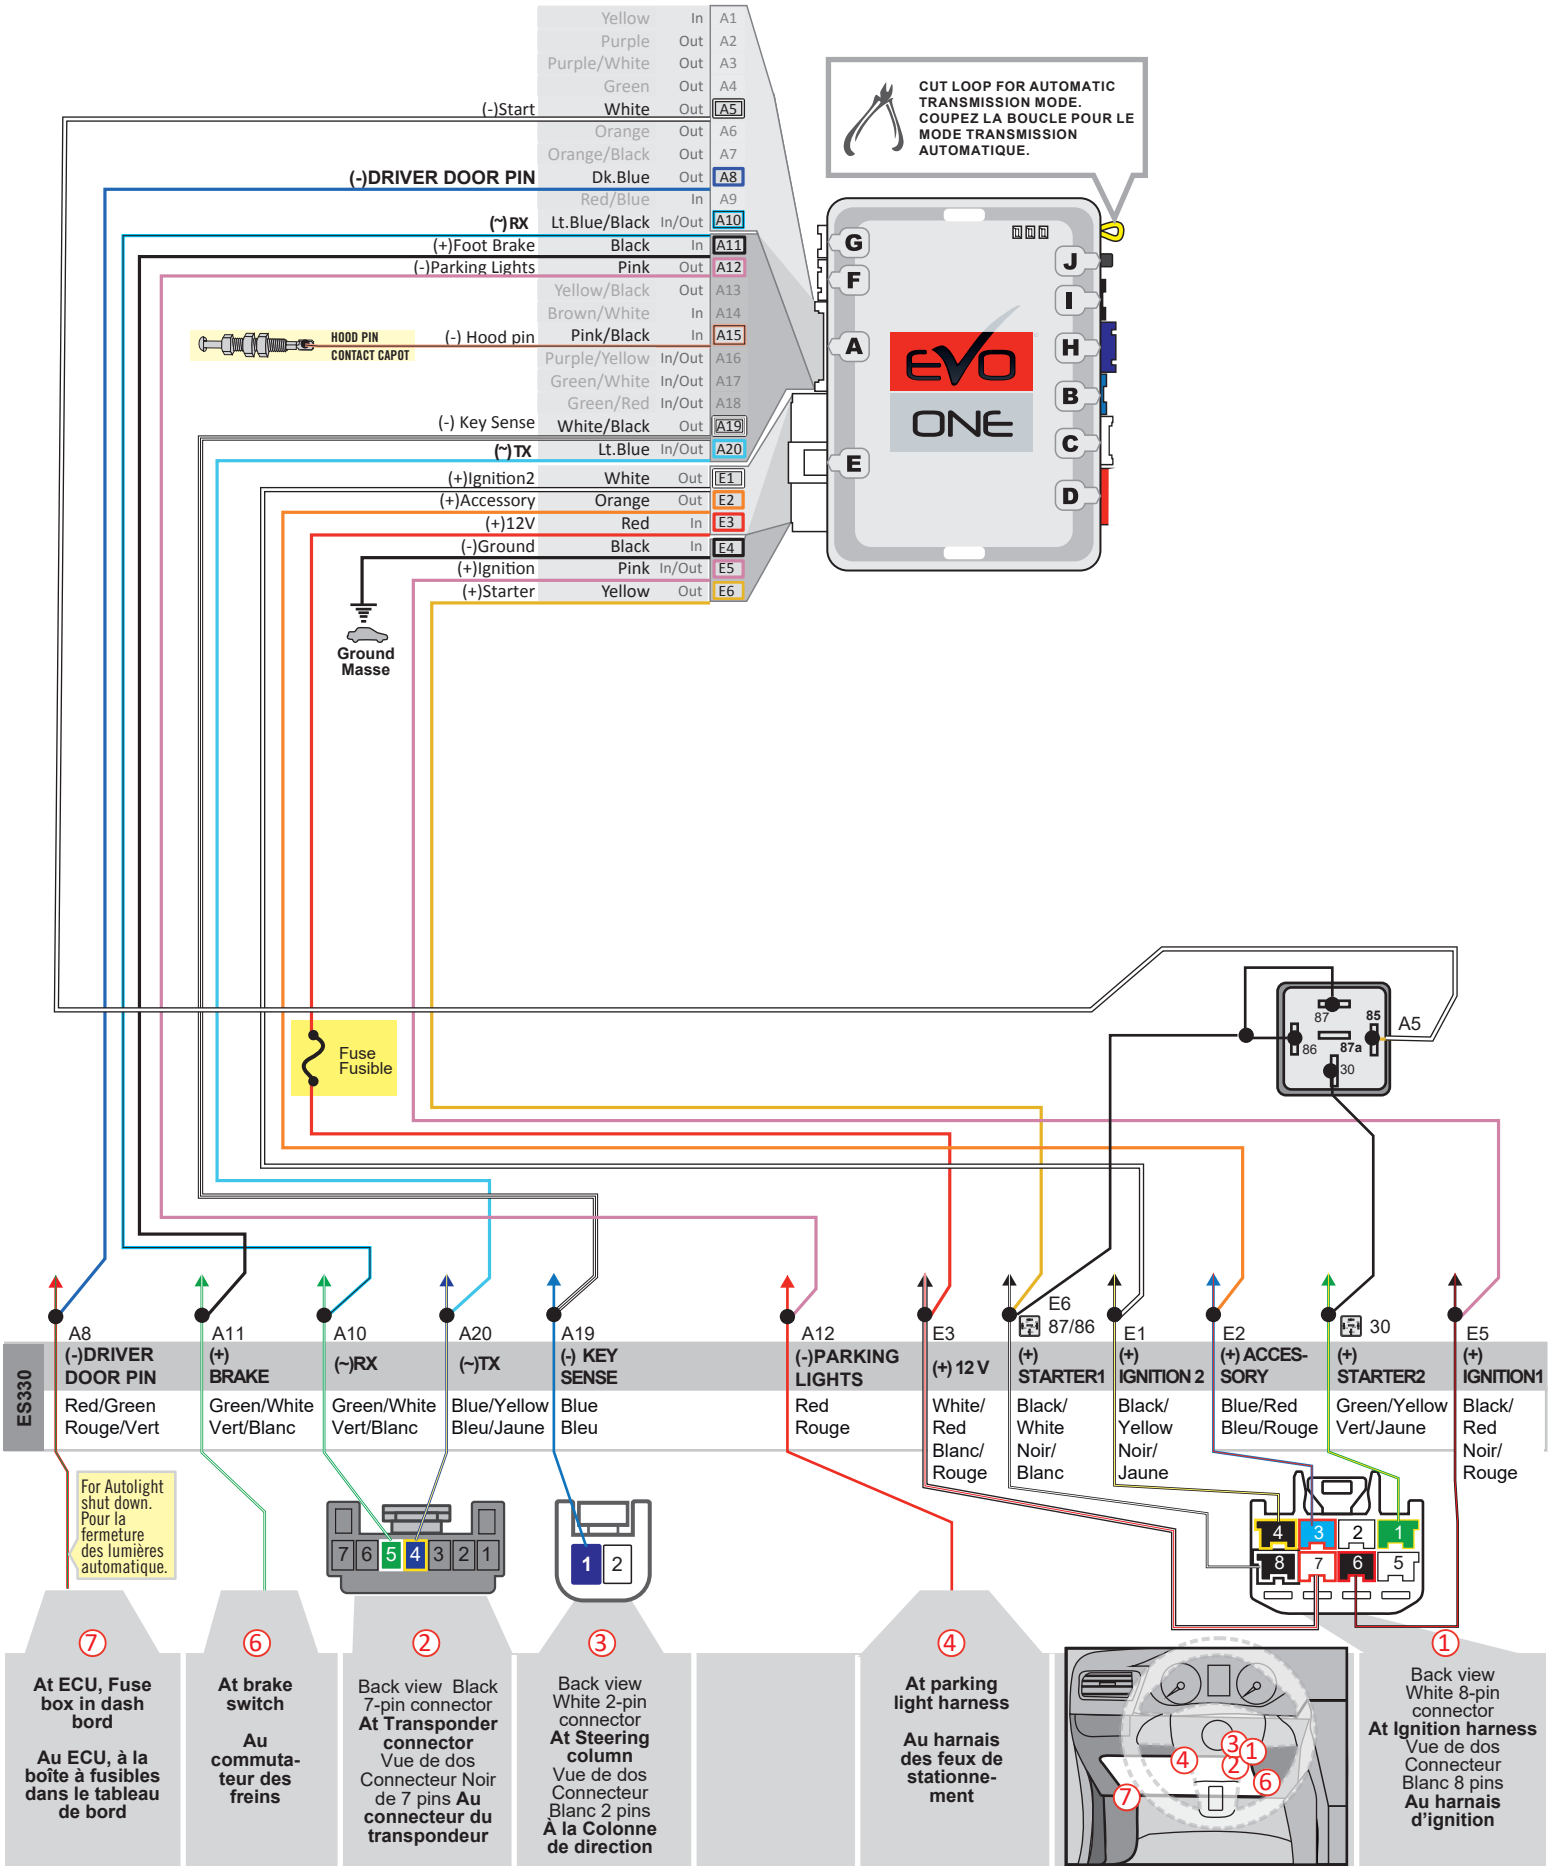 Yellow In A1
Purple Out A2
Purple/White Out A3
Green Out A4
(-)Start White Out A5
Orange Out A6
Orange/Black Out A7
(-)DRIVER DOOR PIN Dk.Blue Out A8
Red/Blue In A9
(~)RX Lt.Blue/Black In/Out A10
(+)Foot Brake Black In A11
(-)Parking Lights Pink Out A12
Yellow/Black Out A13
Brown/White In A14
(-) Hood pin Pink/Black In A15
Purple/Yellow In/Out A16
Green/White In/Out A17
Green/Red In/Out A18
(-) Key Sense White/Black Out A19
(~)TX Lt.Blue In/Out A20
(+)Ignition2 White Out E1
(+)Accessory Orange Out E2
(+)12V Red In E3
(-)Ground Black In E4
(+)Ignition Pink In/Out E5
(+)Starter Yellow Out E6
HOOD PIN
CONTACT CAPOT
Ground
Masse
CUT LOOP FOR AUTOMATIC
TRANSMISSION MODE.
COUPEZ LA BOUCLE POUR LE
MODE TRANSMISSION
AUTOMATIQUE.
G
F
A
E
J
I
H
B
C
D
EVO
ONE
Fuse
Fusible
87
85
A5
86
87a
30
ES330
A8
(-)DRIVER
DOOR PIN
Red/Green
Rouge/Vert
A11
(+)
BRAKE
Green/White
Vert/Blanc
A10
(~)RX
Green/White
Vert/Blanc
A20
(~)TX
Blue/Yellow
Bleu/Jaune
A19
(-) KEY
SENSE
Blue
Bleu
A12
(-)PARKING
LIGHTS
Red
Rouge
E3
(+) 12 V
White/
Red
Blanc/
Rouge
E6
87/86
(+)
STARTER1
Black/
White
Noir/
Blanc
E1
(+)
IGNITION 2
Black/
Yellow
Noir/
Jaune
E2
(+) ACCES-
SORY
Blue/Red
Bleu/Rouge
30
(+)
STARTER2
Green/Yellow
Vert/Jaune
E5
(+)
IGNITION1
Black/
Red
Noir/
Rouge
For Autolight
shut down.
Pour la
fermeture
des lumières
automatique.
7 6 5 4 3 2 1
1 2
4 3 2 1
8 7 6 5
7
At ECU, Fuse
box in dash
bord
Au ECU, à la
boîte à fusibles
dans le tableau
de bord
6
At brake
switch
Au
commuta-
teur des
freins
2
Back view Black
7-pin connector
At Transponder
connector
Vue de dos
Connecteur Noir
de 7 pins Au
connecteur du
transpondeur
3
Back view
White 2-pin
connector
At Steering
column
Vue de dos
Connecteur
Blanc 2 pins
À la Colonne
de direction
4
At parking
light harness
Au harnais
des feux de
stationne-
ment
3
1
4
2
6
7
1
Back view
White 8-pin
connector
At Ignition harness
Vue de dos
Connecteur
Blanc 8 pins
Au harnais
d'ignition